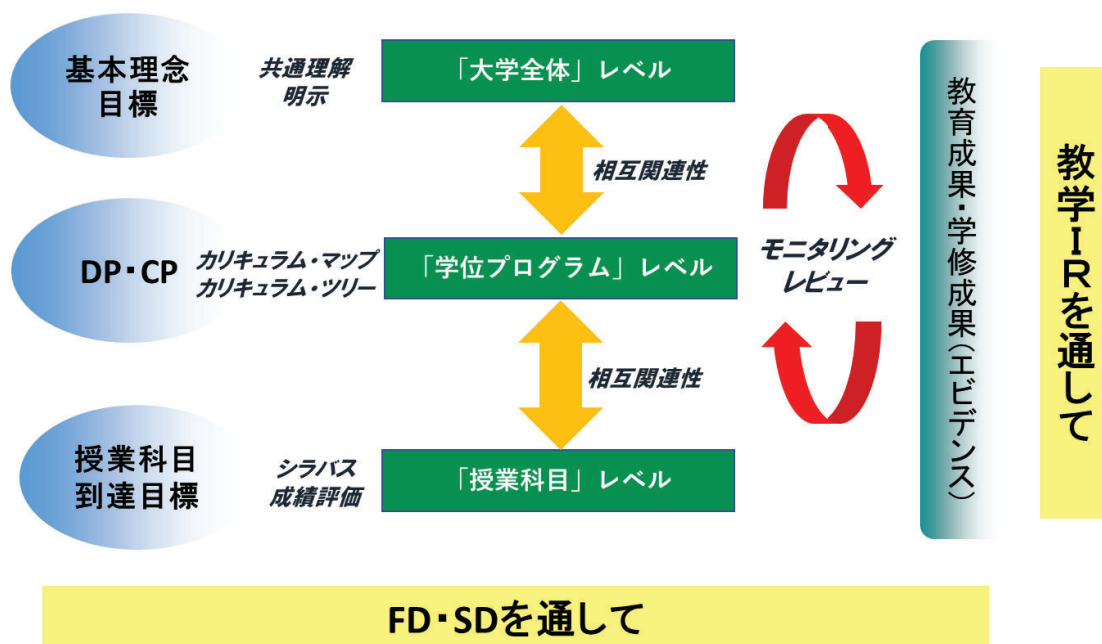 基本理念
目標
共通理解
明示
「大学全体」レベル
相互関連性
DP・CP
カリキュラム・マップ
カリキュラム・ツリー
「学位プログラム」レベル
モニタリング
レビュー
相互関連性
授業科目
到達目標
シラバス
成績評価
「授業科目」レベル
教育成果・学修成果(エビデンス)
教学IRを通して
FD・SDを通して